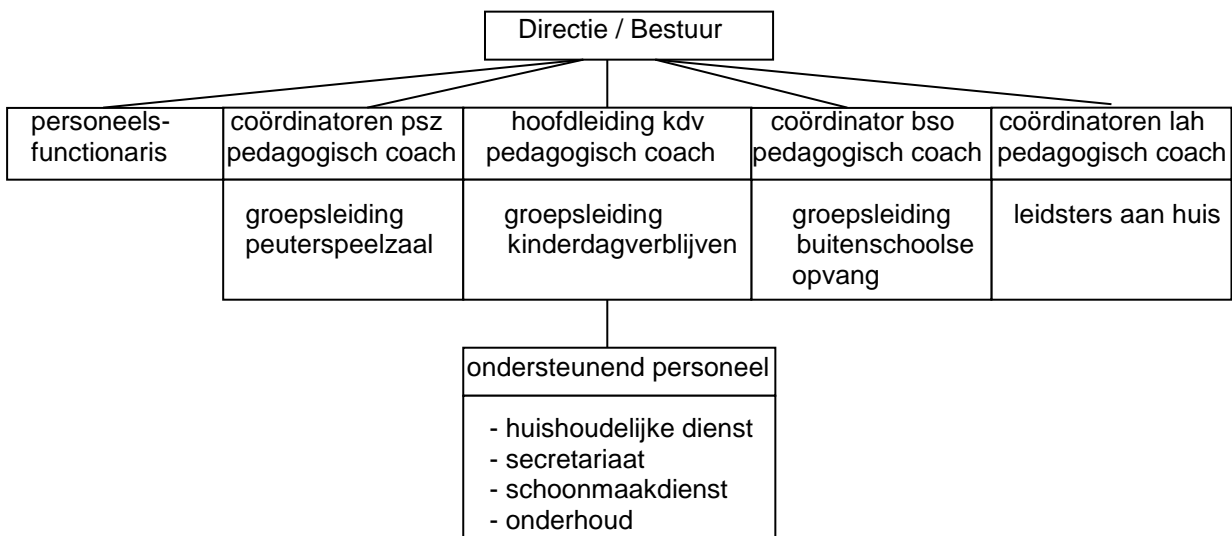 Directie / Bestuur
personeels-
functionaris
coördinatoren psz
pedagogisch coach
hoofdleiding kdv
pedagogisch coach
coördinator bso
pedagogisch coach
coördinatoren lah
pedagogisch coach
groepsleiding
peuterspeelzaal
groepsleiding
kinderdagverblijven
groepsleiding
buitenschoolse
opvang
leidsters aan huis
ondersteunend personeel
- huishoudelijke dienst
- secretariaat
- schoonmaakdienst
- onderhoud